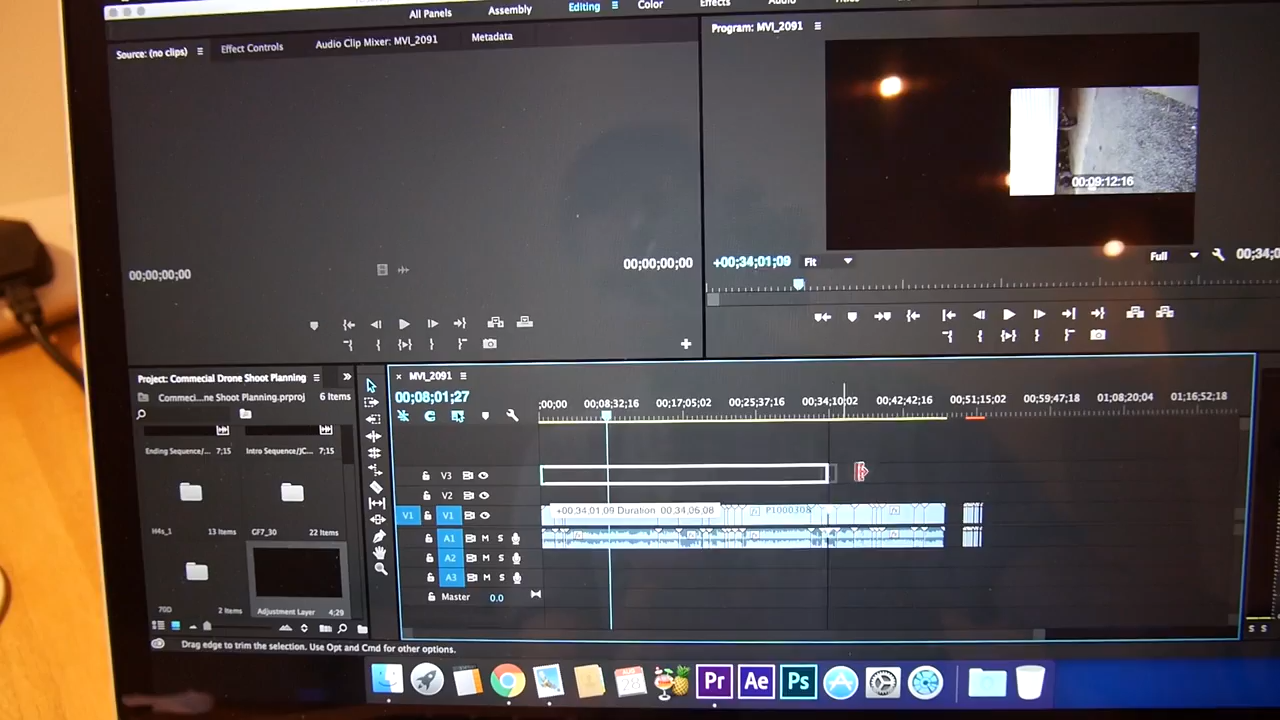 All Panels Assembly Editing Color Effects Audio Titles
Source: (no clips) Effect Controls Audio Clip Mixer: MVI_2091 Metadata
Program: MVI_2091
00:09:12:16
00;00;00;00
00;00;00;00
+00;34;01;09 Fit Full 00;34;0
Project: Commecial Drone Shoot Planning
Commeci...ne Shoot Planning.prproj 6 Items
Ending Sequence/... 7;15 Intro Sequence/JC... 7;15
H4s_1 13 Items GF7_30 22 Items
70D 2 Items Adjustment Layer 4:29
MVI_2091
00;08;01;27
;00;00 00;08;32;16 00;17;05;02 00;25;37;16 00;34;10;02 00;42;42;16 00;51;15;02 00;59;47;18 01;08;20;04 01;16;52;18
V3
V2
V1 V1
+00;34;01;09 Duration 00;34;06;08
P1000308
A1 M S
A2 M S
A3 M S
Master 0.0
S S
Drag edge to trim the selection. Use Opt and Cmd for other options.
28
Pr Ae Ps